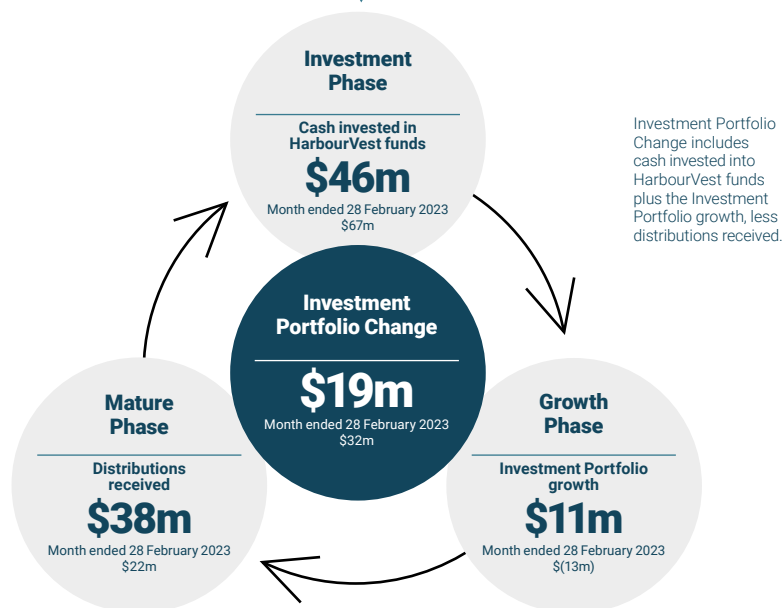 Investment
Phase
Cash invested in
HarbourVest funds
$46m
Month ended 28 February 2023
$67m
Investment Portfolio
Change includes
cash invested into
HarbourVest funds
plus the Investment
Portfolio growth, less
distributions received.
Investment
Portfolio Change
$19m
Month ended 28 February 2023
$32m
Mature
Phase
Distributions
received
$38m
Month ended 28 February 2023
$22m
Growth
Phase
Investment Portfolio
growth
$11m
Month ended 28 February 2023
$(13m)